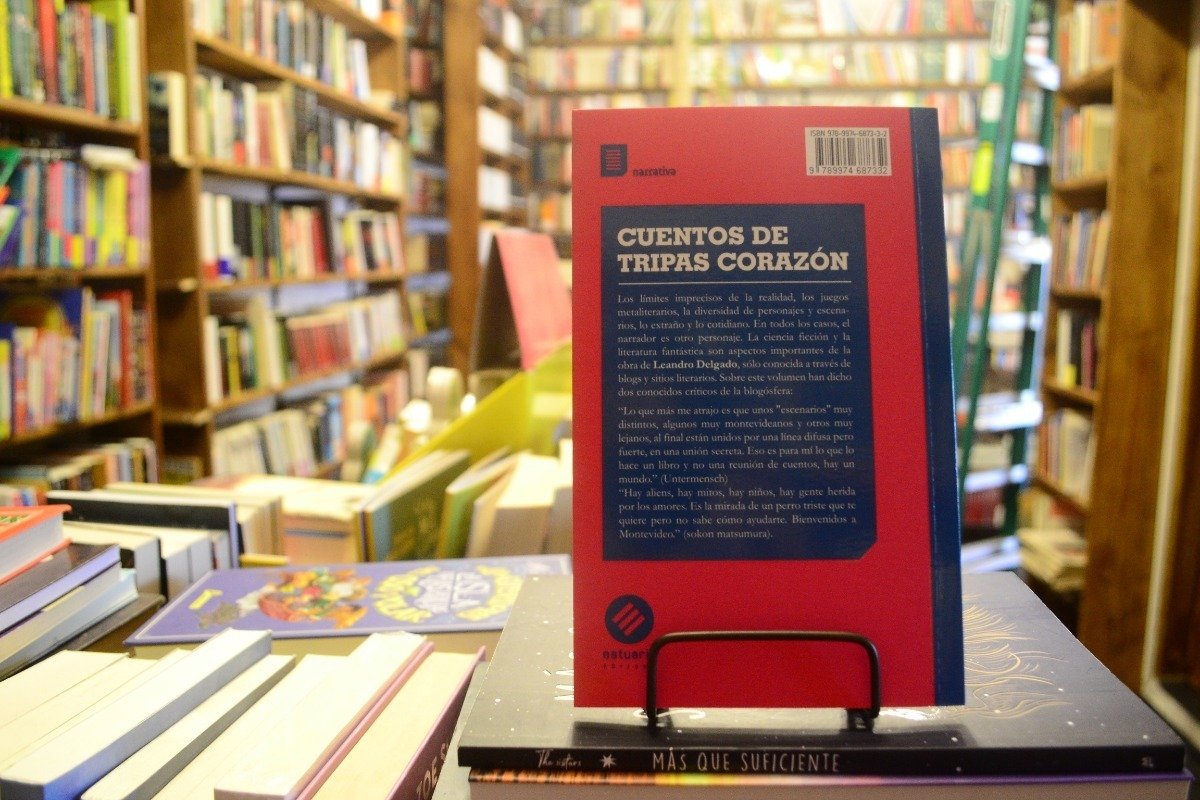 ISBN 978-9974-6873-3-2
9 789974 687332
narrativa
CUENTOS DE
TRIPAS CORAZÓN
Los límites imprecisos de la realidad, los juegos
metaliterarios, la diversidad de personajes y escena-
rios, lo extraño y lo cotidiano. En todos los casos, el
narrador es otro personaje. La ciencia ficción y la
literatura fantástica son aspectos importantes de la
obra de Leandro Delgado, sólo conocida a través de
blogs y sitios literarios. Sobre este volumen han dicho
dos conocidos críticos de la blogósfera:
“Lo que más me atrajo es que unos "escenarios" muy
distintos, algunos muy montevideanos y otros muy
lejanos, al final están unidos por una línea difusa pero
fuerte, en una unión secreta. Eso es para mí lo que lo
hace un libro y no una reunión de cuentos, hay un
mundo.” (Untermensch)
“Hay aliens, hay mitos, hay niños, hay gente herida
por los amores. Es la mirada de un perro triste que te
quiere pero no sabe cómo ayudarte. Bienvenidos a
Montevideo.” (sokon matsumura).
estuari
The sisters
MÁS QUE SUFICIENTE
ZOE S